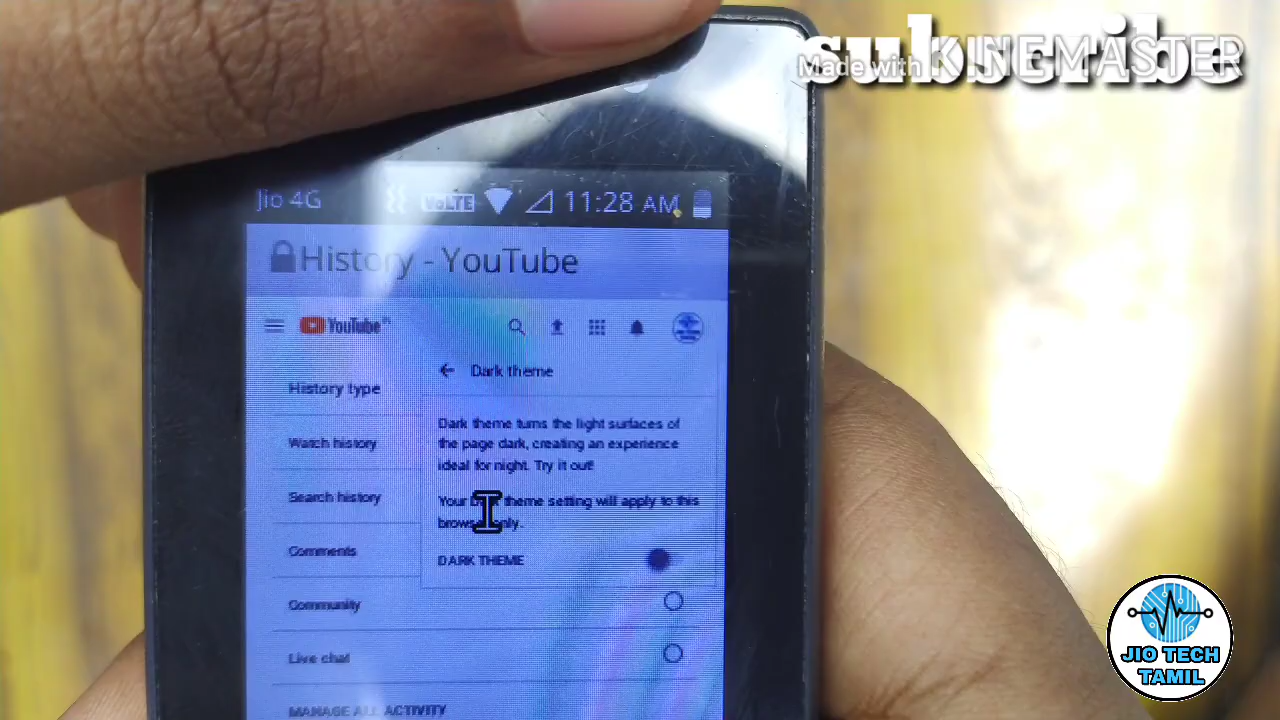 subscribe
Made with KINEMASTER
Jio 4G VoLTE 11:28 AM
History - YouTube
YouTube
Dark theme
History type
Dark theme turns the light surfaces of
the page dark, creating an experience
ideal for night. Try it out!
Watch history
Search history
Your theme setting will apply to this
only.
Comments
DARK THEME
Community
Live chat
MANAGE ALL ACTIVITY
JIO TECH
TAMIL